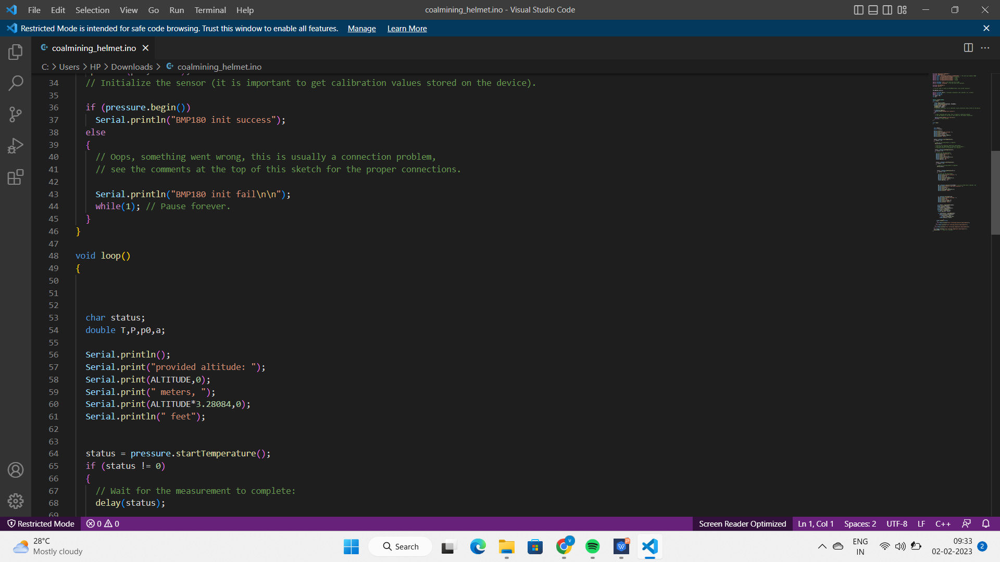 File Edit Selection View Go Run Terminal Help
coalmining_helmet.ino - Visual Studio Code
Restricted Mode is intended for safe code browsing. Trust this window to enable all features. Manage Learn More
coalmining_helmet.ino
C: > Users > HP > Downloads > coalmining_helmet.ino
34 // Initialize the sensor (it is important to get calibration values stored on the device).
35
36 if (pressure.begin())
37 Serial.println("BMP180 init success");
38 else
39 {
40 // Oops, something went wrong, this is usually a connection problem,
41 // see the comments at the top of this sketch for the proper connections.
42
43 Serial.println("BMP180 init fail\n\n");
44 while(1); // Pause forever.
45 }
46 }
47
48 void loop()
49 {
50
51
52
53 char status;
54 double T,P,p0,a;
55
56 Serial.println();
57 Serial.print("provided altitude: ");
58 Serial.print(ALTITUDE,0);
59 Serial.print(" meters, ");
60 Serial.print(ALTITUDE*3.28084,0);
61 Serial.println(" feet");
62
63
64 status = pressure.startTemperature();
65 if (status != 0)
66 {
67 // Wait for the measurement to complete:
68 delay(status);
69
Restricted Mode 0 0 Screen Reader Optimized Ln 1, Col 1 Spaces: 2 UTF-8 LF C++
28°C
Mostly cloudy
Search
ENG
IN
09:33
02-02-2023
2